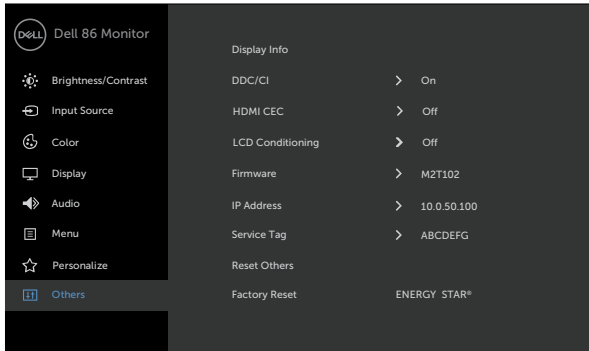 DELL Dell 86 Monitor
Display Info
Brightness/Contrast DDC/CI > On
Input Source HDMI CEC > Off
Color LCD Conditioning > Off
Display Firmware > M2T102
Audio IP Address > 10.0.50.100
Menu Service Tag > ABCDEFG
Personalize Reset Others
Others Factory Reset ENERGY STAR®